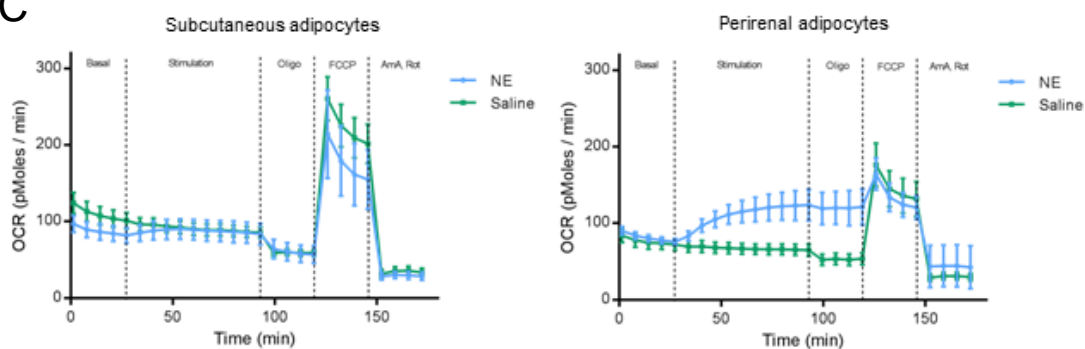 C
Subcutaneous adipocytes
Basal Stimulation Oligo FCCP AmA, Rot
NE
Saline
300
200
100
0
OCR (pMoles / min)
0 50 100 150
Time (min)
Perirenal adipocytes
Basal Stimulation Oligo FCCP AmA, Rot
NE
Saline
300
200
100
0
OCR (pMoles / min)
0 50 100 150
Time (min)